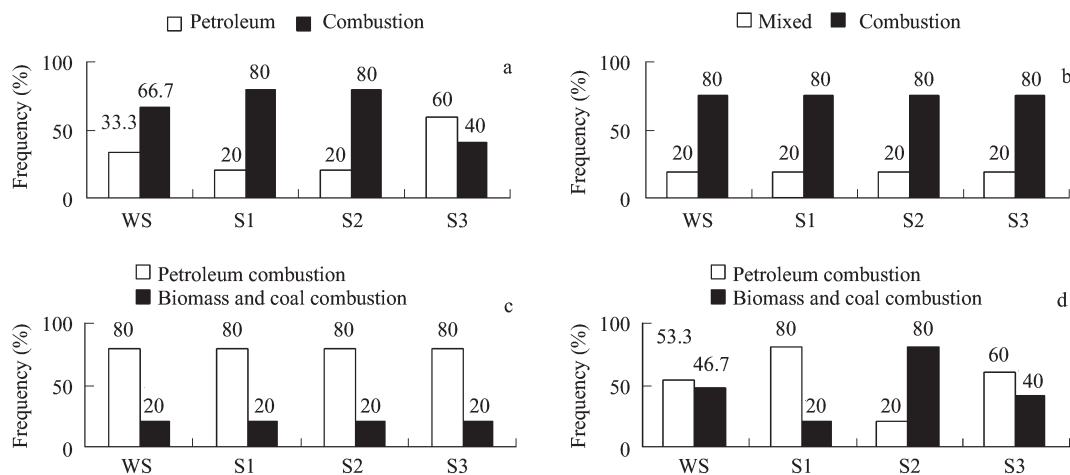 Petroleum Combustion
a
Frequency (%)
100
50
0
33.3 66.7 20 80 20 80 60 40
WS S1 S2 S3
Mixed Combustion
b
Frequency (%)
100
50
0
20 80 20 80 20 80 20 80
WS S1 S2 S3
Petroleum combustion
Biomass and coal combustion
c
Frequency (%)
100
50
0
80 20 80 20 80 20 80 20
WS S1 S2 S3
Petroleum combustion
Biomass and coal combustion
d
Frequency (%)
100
50
0
53.3 46.7 80 20 20 80 60 40
WS S1 S2 S3